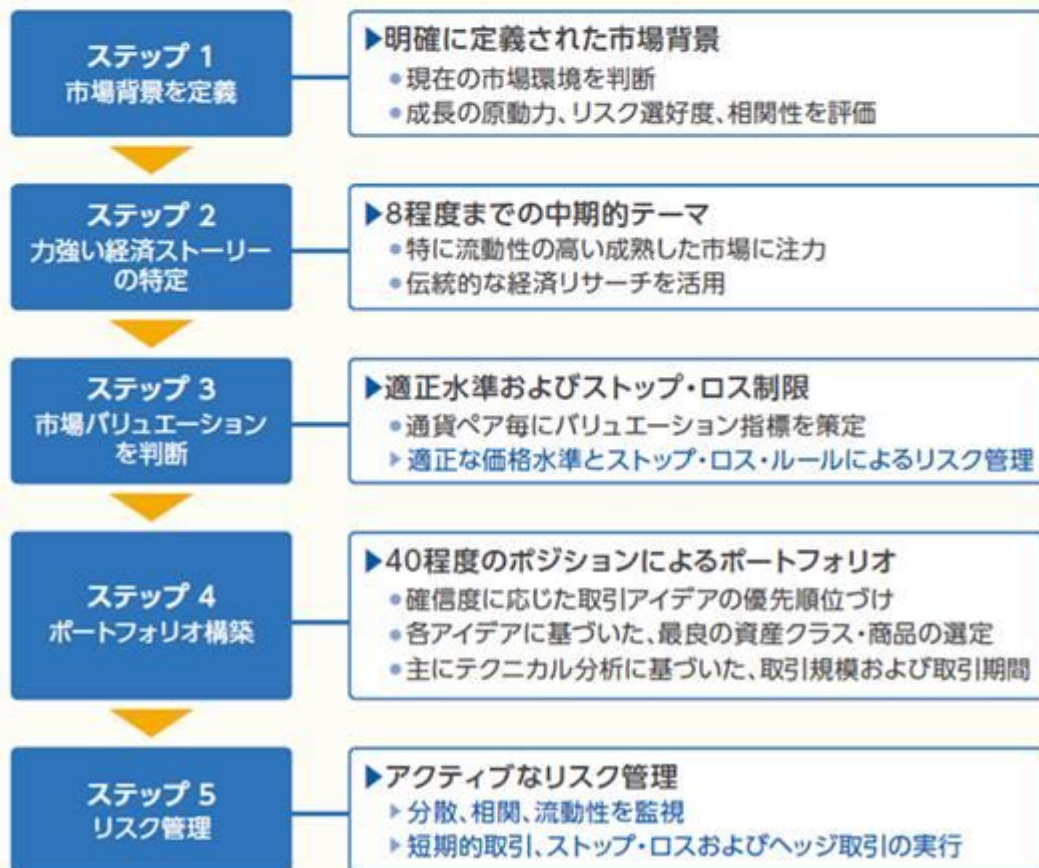 ステップ 1
市場背景を定義
▶明確に定義された市場背景
●現在の市場環境を判断
●成長の原動力、リスク選好度、相関性を評価
ステップ 2
力強い経済ストーリー
の特定
▶8程度までの中期的テーマ
●特に流動性の高い成熟した市場に注力
●伝統的な経済リサーチを活用
ステップ 3
市場バリュエーション
を判断
▶適正水準およびストップ・ロス制限
●通貨ペア毎にバリュエーション指標を策定
▶適正な価格水準とストップ・ロス・ルールによるリスク管理
ステップ 4
ポートフォリオ構築
▶40程度のポジションによるポートフォリオ
●確信度に応じた取引アイデアの優先順位づけ
●各アイデアに基づいた、最良の資産クラス・商品の選定
●主にテクニカル分析に基づいた、取引規模および取引期間
ステップ 5
リスク管理
▶アクティブなリスク管理
▶分散、相関、流動性を監視
▶短期的取引、ストップ・ロスおよびヘッジ取引の実行